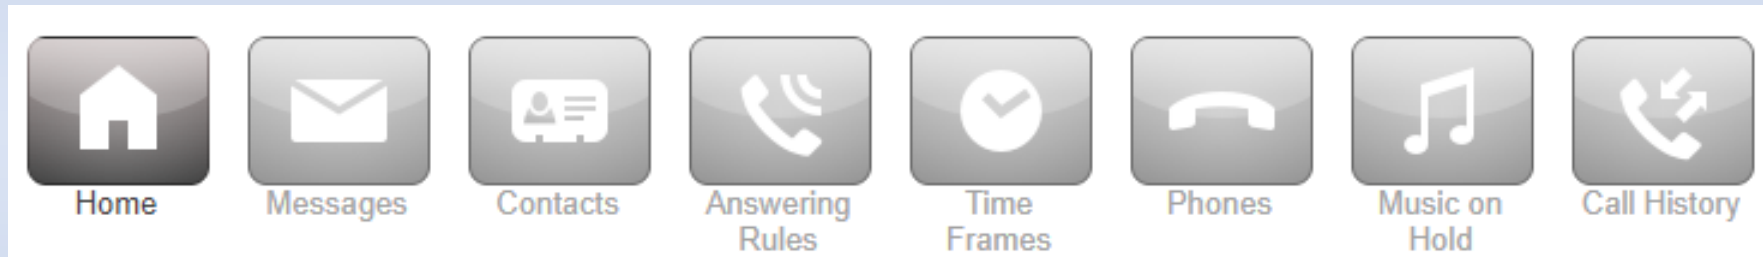 Home
Messages
Contacts
Answering
Rules
Time
Frames
Phones
Music on
Hold
Call History